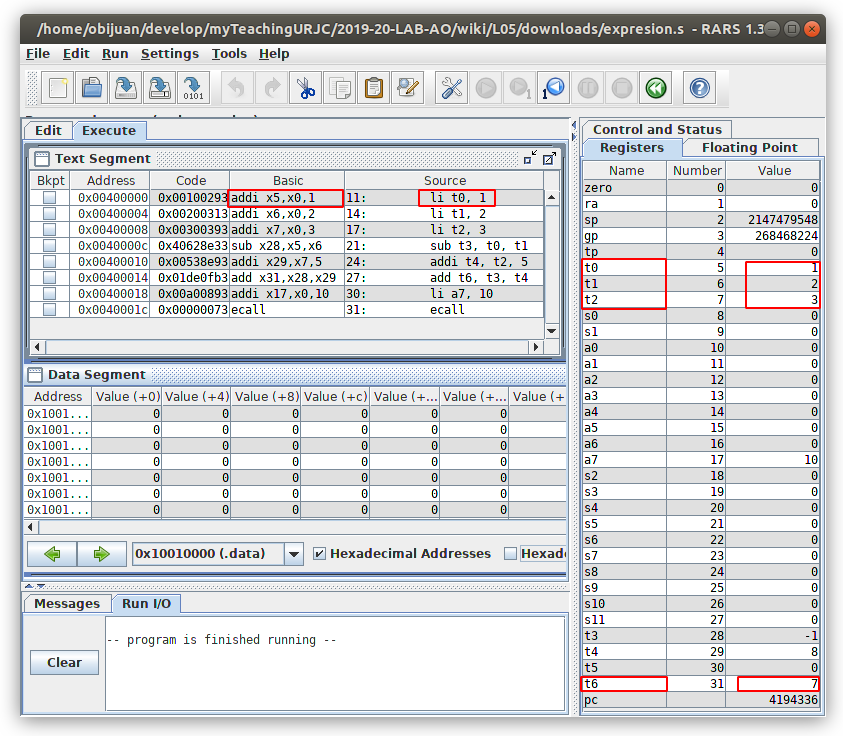 /home/obijuan/develop/myTeachingURJC/2019-20-LAB-AO/wiki/L05/downloads/expresion.s - RARS 1.3
File Edit Run Settings Tools Help
0101
1
1
Edit Execute
Text Segment
Bkpt Address Code Basic Source
0x00400000 0x00100293 addi x5,x0,1 11: li t0, 1
0x00400004 0x00200313 addi x6,x0,2 14: li t1, 2
0x00400008 0x00300393 addi x7,x0,3 17: li t2, 3
0x0040000c 0x40628e33 sub x28,x5,x6 21: sub t3, t0, t1
0x00400010 0x00538e93 addi x29,x7,5 24: addi t4, t2, 5
0x00400014 0x01de0fb3 add x31,x28,x29 27: add t6, t3, t4
0x00400018 0x00a00893 addi x17,x0,10 30: li a7, 10
0x0040001c 0x00000073 ecall 31: ecall
Data Segment
Address Value (+0) Value (+4) Value (+8) Value (+c) Value (+... Value (+... Value (+
0x1001... 0 0 0 0 0 0
0x1001... 0 0 0 0 0 0
0x1001... 0 0 0 0 0 0
0x1001... 0 0 0 0 0 0
0x1001... 0 0 0 0 0 0
0x1001... 0 0 0 0 0 0
0x1001... 0 0 0 0 0 0
0x10010000 (.data) Hexadecimal Addresses Hexade
Messages Run I/O
-- program is finished running --
Clear
Control and Status
Registers Floating Point
Name Number Value
zero 0 0
ra 1 0
sp 2 2147479548
gp 3 268468224
tp 4 0
t0 5 1
t1 6 2
t2 7 3
s0 8 0
s1 9 0
a0 10 0
a1 11 0
a2 12 0
a3 13 0
a4 14 0
a5 15 0
a6 16 0
a7 17 10
s2 18 0
s3 19 0
s4 20 0
s5 21 0
s6 22 0
s7 23 0
s8 24 0
s9 25 0
s10 26 0
s11 27 0
t3 28 -1
t4 29 8
t5 30 0
t6 31 7
pc 4194336